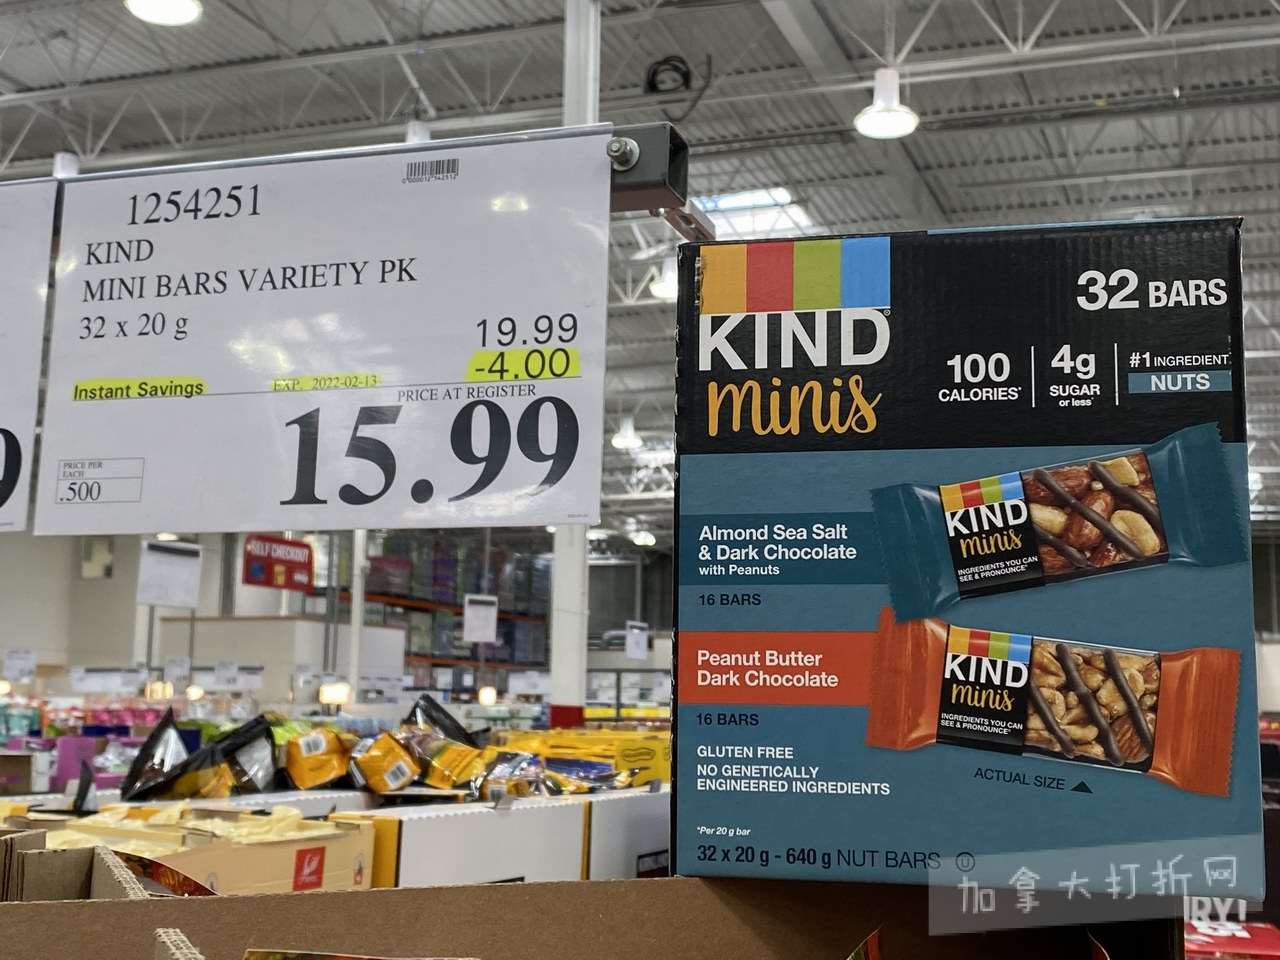 1254251
KIND
MINI BARS VARIETY PK
32 x 20 g
19.99
-4.00
Instant Savings EXP. 2022-02-13
PRICE AT REGISTER
15.99
PRICE PER
EACH
.500
9
SELF CHECKOUT
KIND®
minis
32 BARS
100
CALORIES*
4g
SUGAR
or less*
#1 INGREDIENT
NUTS
Almond Sea Salt
& Dark Chocolate
with Peanuts
16 BARS
KIND
minis
INGREDIENTS YOU CAN
SEE & PRONOUNCE®
Peanut Butter
Dark Chocolate
16 BARS
KIND
minis
INGREDIENTS YOU CAN
SEE & PRONOUNCE®
ACTUAL SIZE
GLUTEN FREE
NO GENETICALLY
ENGINEERED INGREDIENTS
*Per 20 g bar
32 x 20 g - 640 g NUT BARS
加拿大打折网
RY!